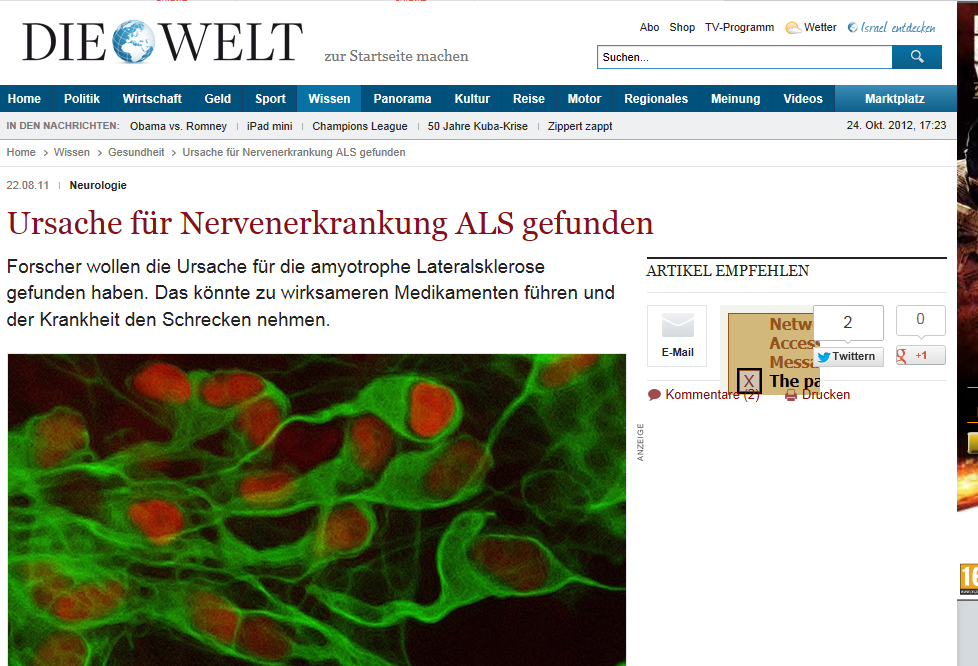 DIE WELT
zur Startseite machen
Abo Shop TV-Programm Wetter Israel entdecken
Suchen...
Home Politik Wirtschaft Geld Sport Wissen Panorama Kultur Reise Motor Regionales Meinung Videos Marktplatz
IN DEN NACHRICHTEN: Obama vs. Romney iPad mini Champions League 50 Jahre Kuba-Krise Zippert zappt 24. Okt. 2012, 17:23
Home > Wissen > Gesundheit > Ursache für Nervenerkrankung ALS gefunden
22.08.11 Neurologie
Ursache für Nervenerkrankung ALS gefunden
Forscher wollen die Ursache für die amyotrophe Lateralsklerose
gefunden haben. Das könnte zu wirksameren Medikamenten führen und
der Krankheit den Schrecken nehmen.
ARTIKEL EMPFEHLEN
E-Mail
Netw
Access
Messa
X The pa
2
Twittern
0
+1
Kommentare (2) Drucken
ANZEIGE
16